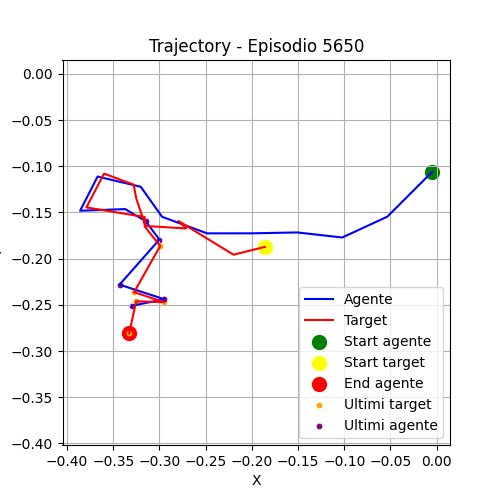 Trajectory - Episodio 5650
0.00
−0.05
−0.10
−0.15
−0.20
−0.25
−0.30
−0.35
−0.40
Agente
Target
Start agente
Start target
End agente
Ultimi target
Ultimi agente
−0.40 −0.35 −0.30 −0.25 −0.20 −0.15 −0.10 −0.05 0.00
X